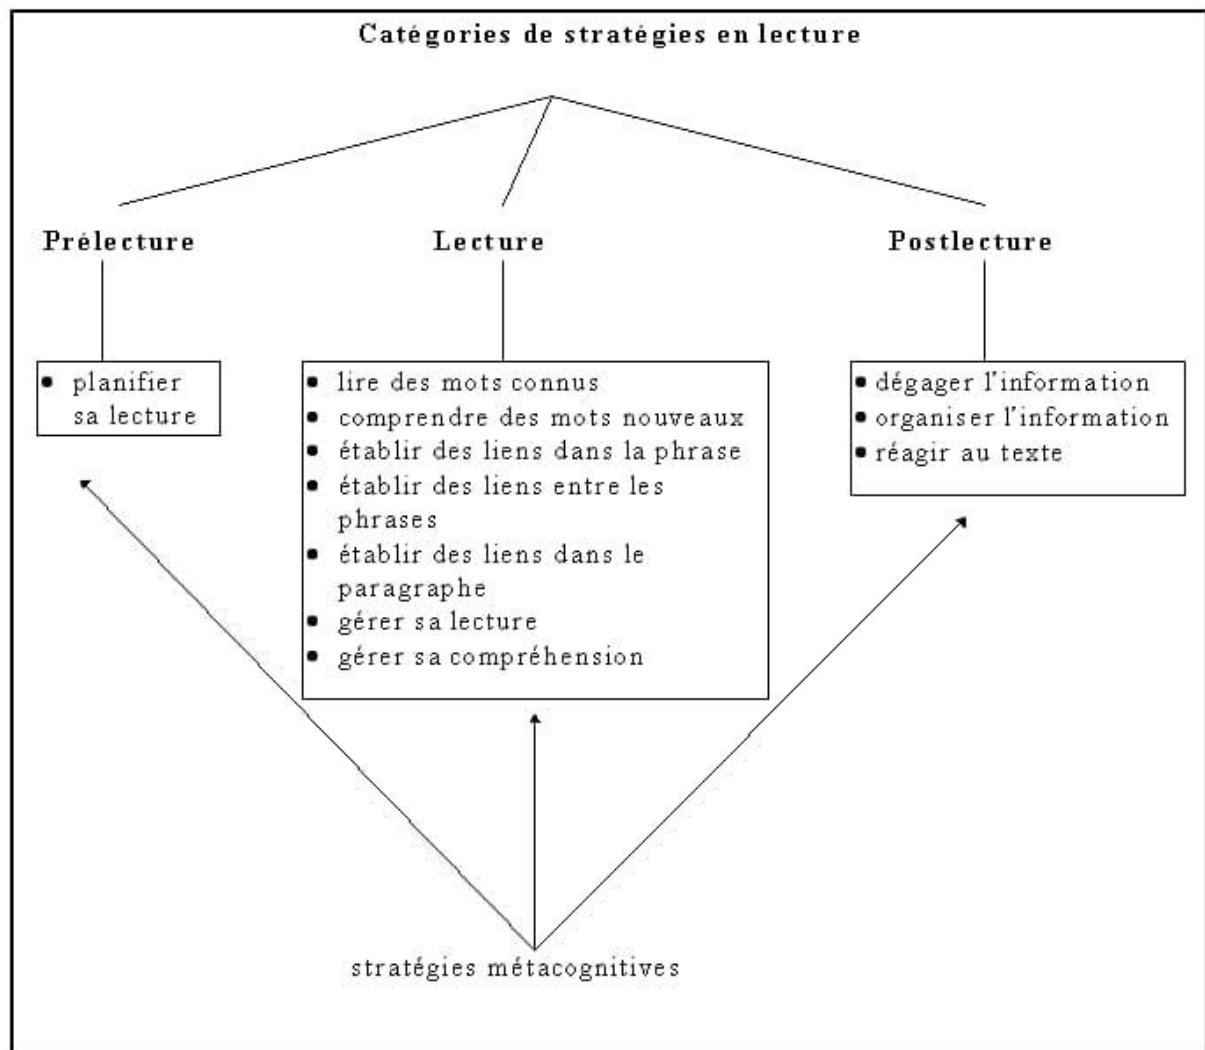 Catégories de stratégies en lecture
Prélecture
Lecture
Postlecture
• planifier
sa lecture
• lire des mots connus
• comprendre des mots nouveaux
• établir des liens dans la phrase
• établir des liens entre les
phrases
• établir des liens dans le
paragraphe
• gérer sa lecture
• gérer sa compréhension
• dégager l'information
• organiser l'information
• réagir au texte
stratégies métacognitives